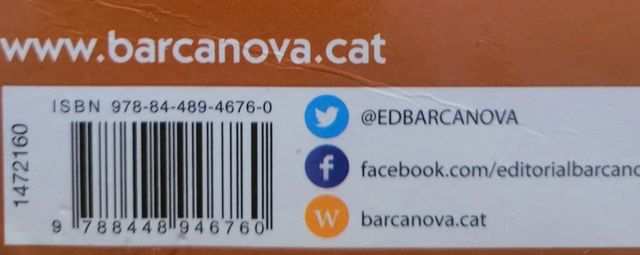 www.barcanova.cat
ISBN 978-84-489-4676-0
1472160
9 788448 946760
@EDBARCANOVA
facebook.com/editorialbarcano
W barcanova.cat